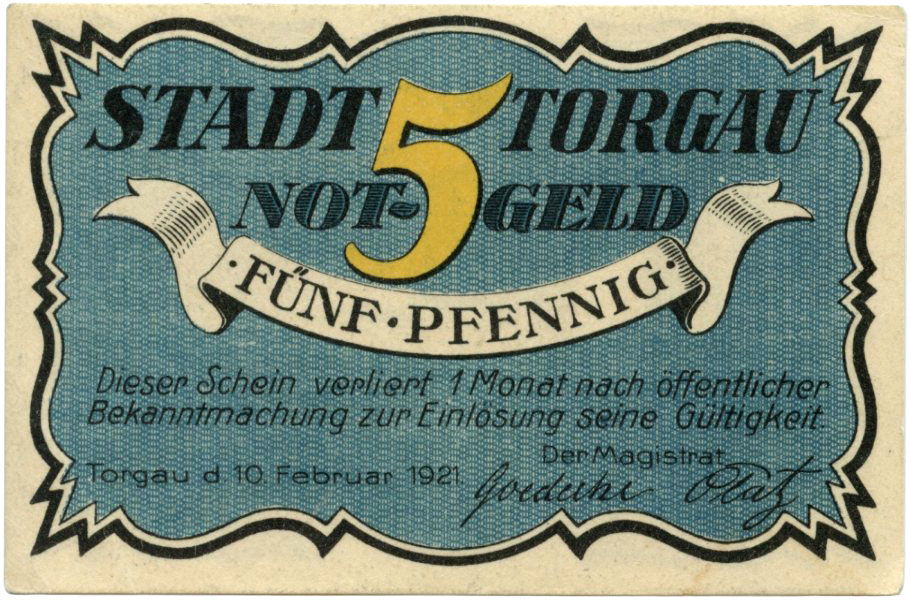 STADT 5 TORGAU
NOT-GELD
·FÜNF·PFENNIG·
Dieser Schein verliert 1 Monat nach öffentlicher
Bekanntmachung zur Einlösung seine Gültigkeit.
Der Magistrat
Torgau d 10. Februar 1921.